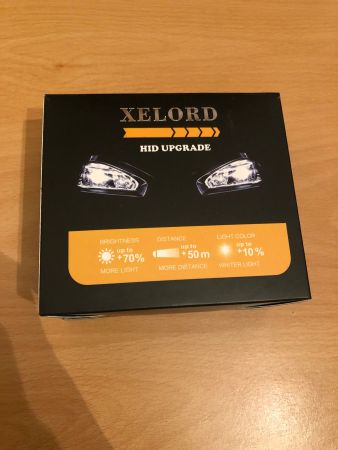 XELORD
HID UPGRADE
BRIGHTNESS DISTANCE LIGHT COLOR
up to up to up to
+70% +50m +10%
MORE LIGHT MORE DISTANCE WHITER LIGHT